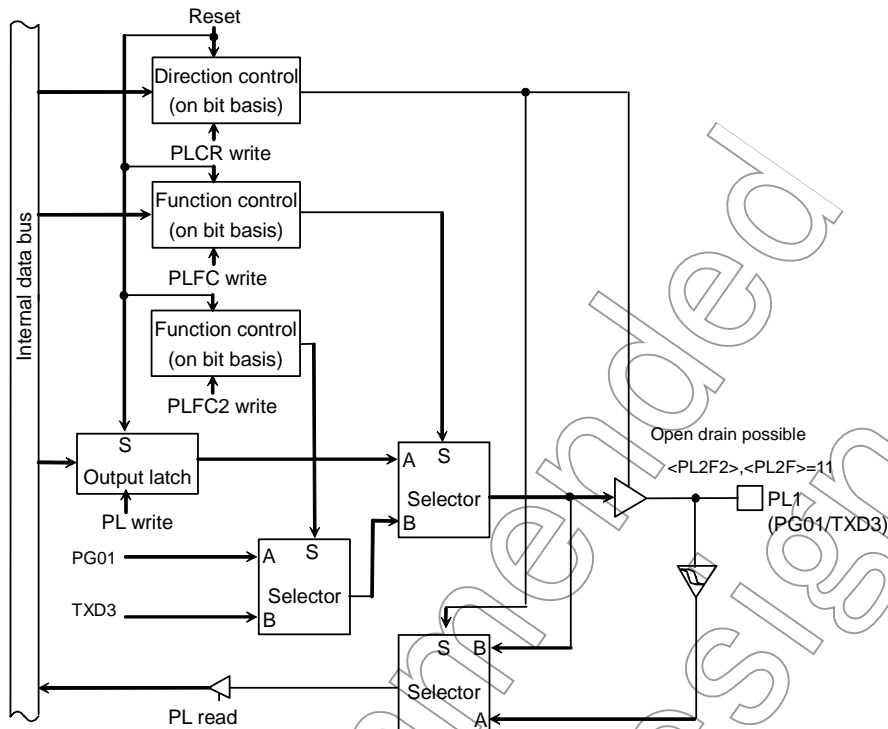 Reset
Direction control
(on bit basis)
PLCR write
Function control
(on bit basis)
PLFC write
Function control
(on bit basis)
PLFC2 write
Internal data bus
S
Output latch
PL write
A
S
Selector
B
Open drain possible
<PL2F2>,<PL2F>=11
PL1
(PG01/TXD3)
PG01
TXD3
A
S
Selector
B
S
B
Selector
A
PL read
mmended
esign